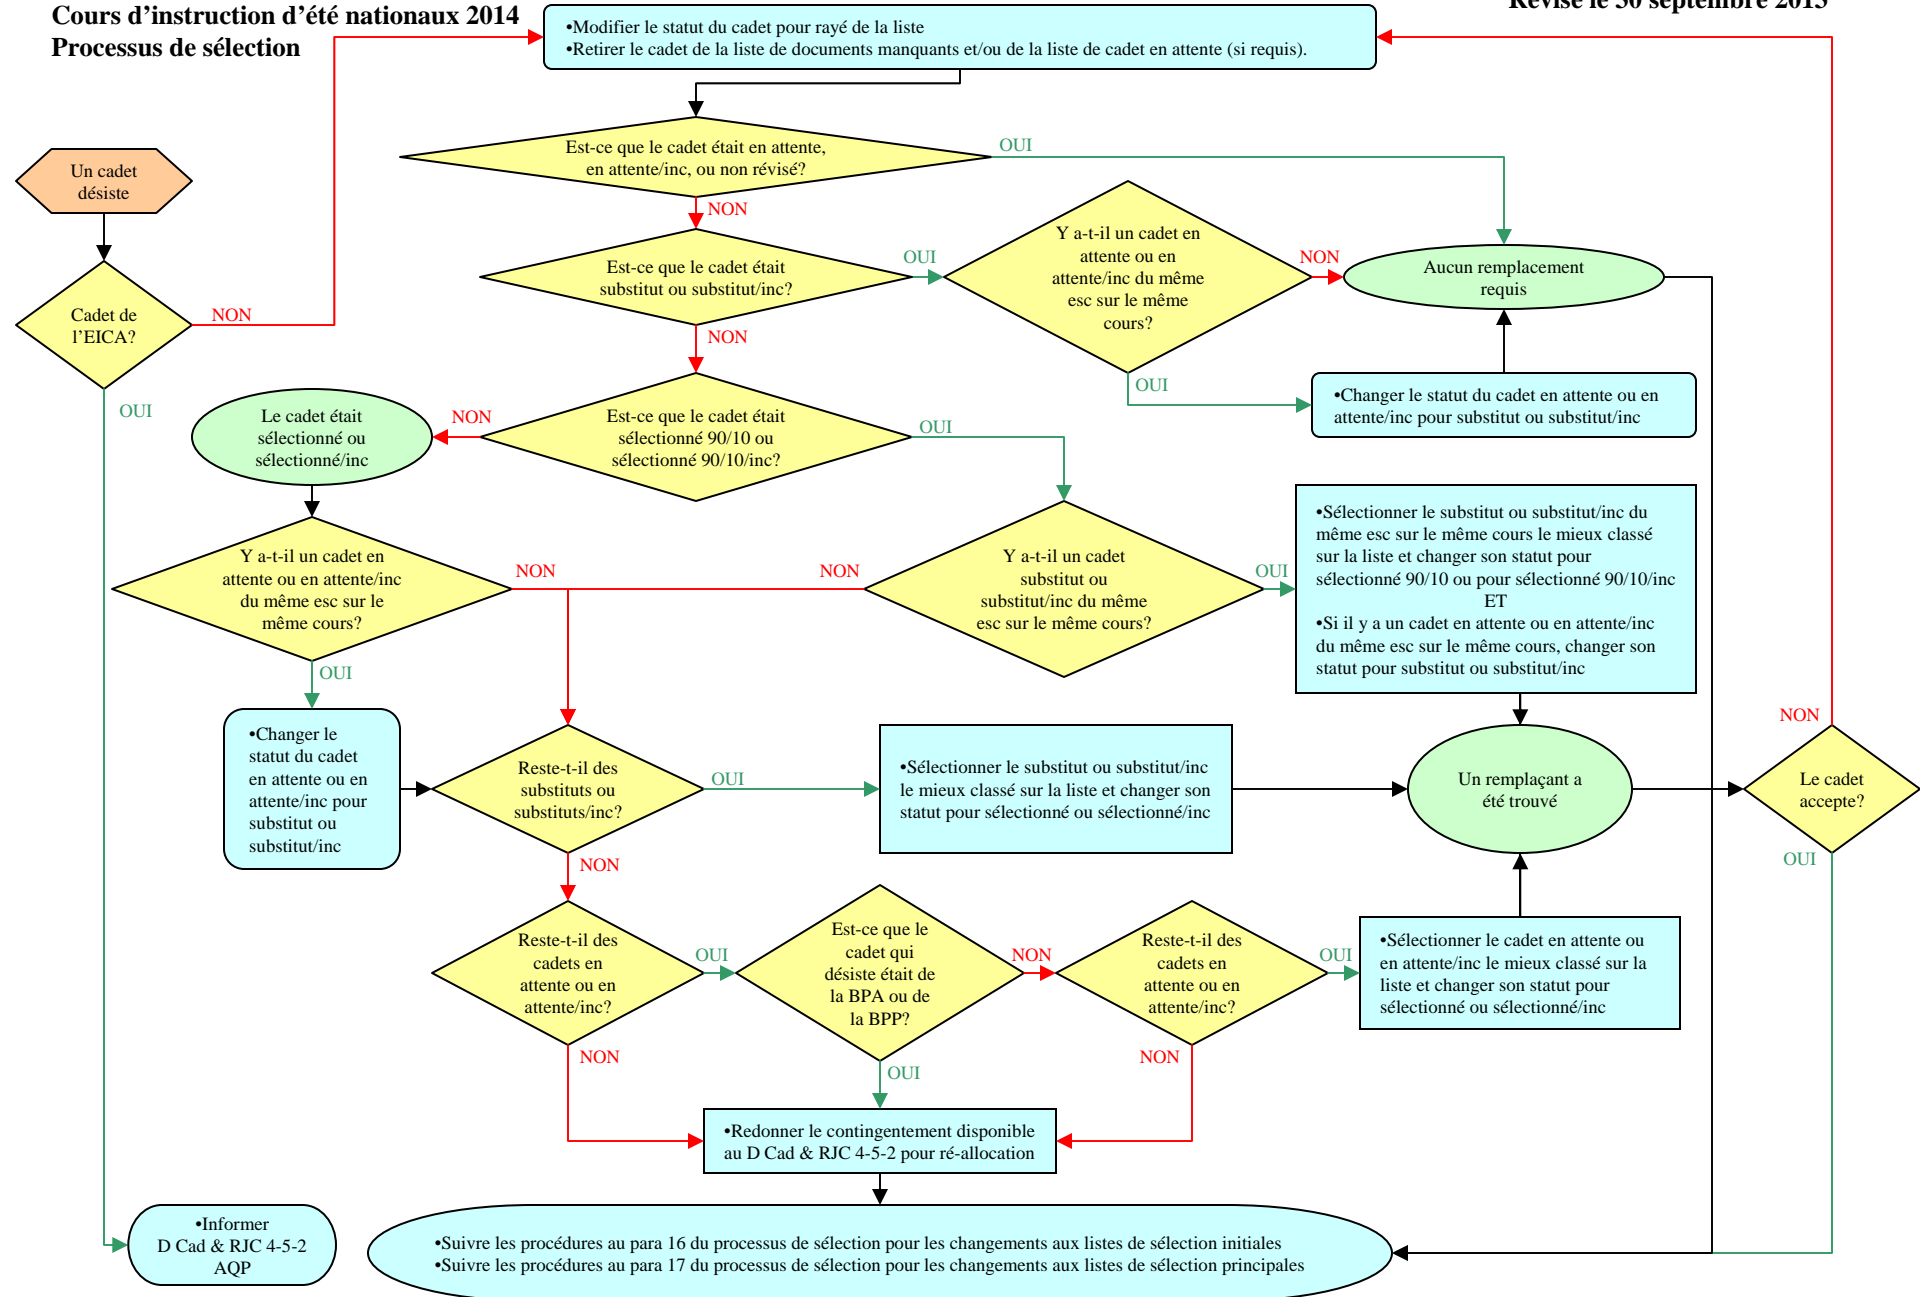 Cours d’instruction d’été nationaux 2014
Processus de sélection
Révisé le 30 septembre 2013
•Modifier le statut du cadet pour rayé de la liste
•Retirer le cadet de la liste de documents manquants et/ou de la liste de cadet en attente (si requis).
Un cadet
désiste
Est-ce que le cadet était en attente,
en attente/inc, ou non révisé?
OUI
NON
Cadet de
l’EICA?
NON
OUI
Est-ce que le cadet était
substitut ou substitut/inc?
OUI
NON
Y a-t-il un cadet en
attente ou en
attente/inc du même
esc sur le même
cours?
NON
OUI
Aucun remplacement
requis
•Changer le statut du cadet en attente ou en
attente/inc pour substitut ou substitut/inc
Est-ce que le cadet était
sélectionné 90/10 ou
sélectionné 90/10/inc?
NON
OUI
Le cadet était
sélectionné ou
sélectionné/inc
Y a-t-il un cadet en
attente ou en attente/inc
du même esc sur le
même cours?
NON
OUI
Y a-t-il un cadet
substitut ou
substitut/inc du même
esc sur le même cours?
NON
OUI
•Sélectionner le substitut ou substitut/inc du
même esc sur le même cours le mieux classé
sur la liste et changer son statut pour
sélectionné 90/10 ou pour sélectionné 90/10/inc
ET
•Si il y a un cadet en attente ou en attente/inc
du même esc sur le même cours, changer son
statut pour substitut ou substitut/inc
•Changer le
statut du cadet
en attente ou en
attente/inc pour
substitut ou
substitut/inc
Reste-t-il des
substituts ou
substituts/inc?
OUI
NON
•Sélectionner le substitut ou substitut/inc
le mieux classé sur la liste et changer son
statut pour sélectionné ou sélectionné/inc
Un remplaçant a
été trouvé
Le cadet
accepte?
NON
OUI
Reste-t-il des
cadets en
attente ou en
attente/inc?
OUI
NON
Est-ce que le
cadet qui
désiste était de
la BPA ou de
la BPP?
NON
OUI
Reste-t-il des
cadets en
attente ou en
attente/inc?
OUI
NON
•Sélectionner le cadet en attente ou
en attente/inc le mieux classé sur la
liste et changer son statut pour
sélectionné ou sélectionné/inc
•Redonner le contingentement disponible
au D Cad & RJC 4-5-2 pour ré-allocation
•Informer
D Cad & RJC 4-5-2
AQP
•Suivre les procédures au para 16 du processus de sélection pour les changements aux listes de sélection initiales
•Suivre les procédures au para 17 du processus de sélection pour les changements aux listes de sélection principales